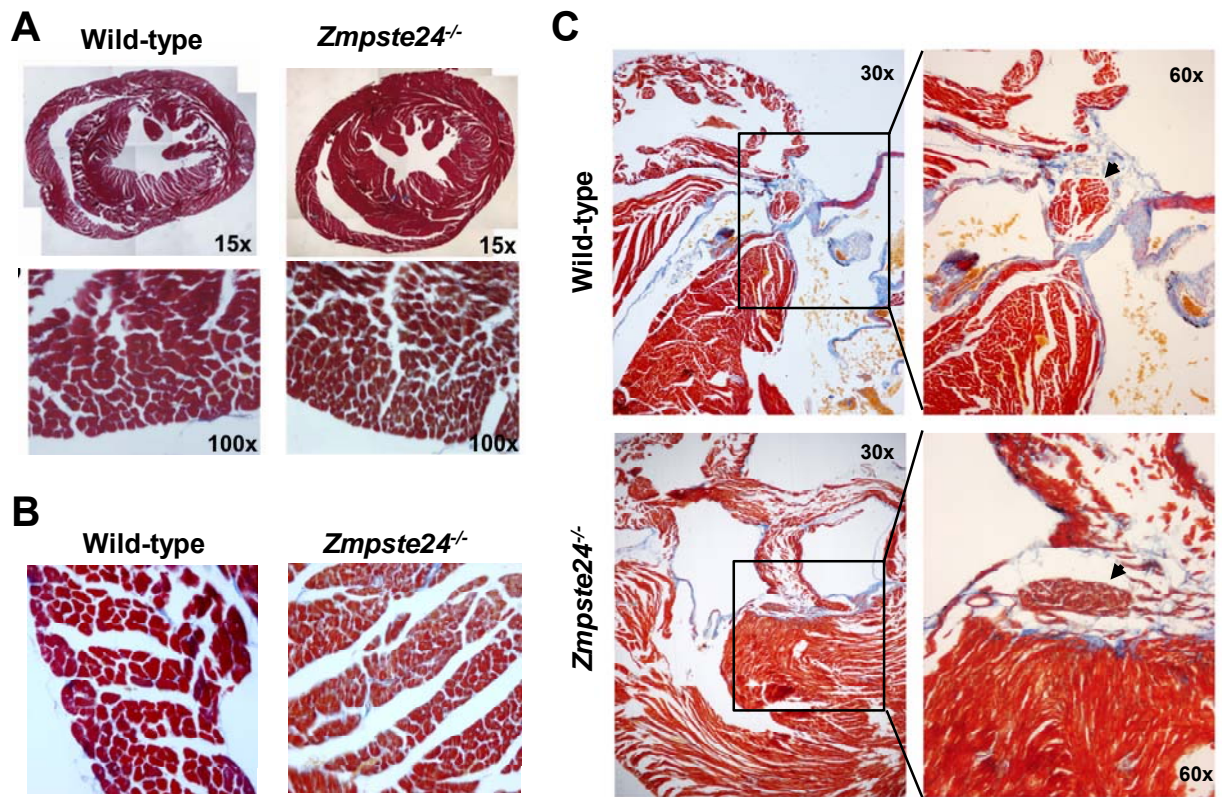 A
Wild-type
Zmpste24-/-
15x
15x
100x
100x
B
Wild-type
Zmpste24-/-
C
Wild-type
30x
60x
Zmpste24-/-
30x
60x